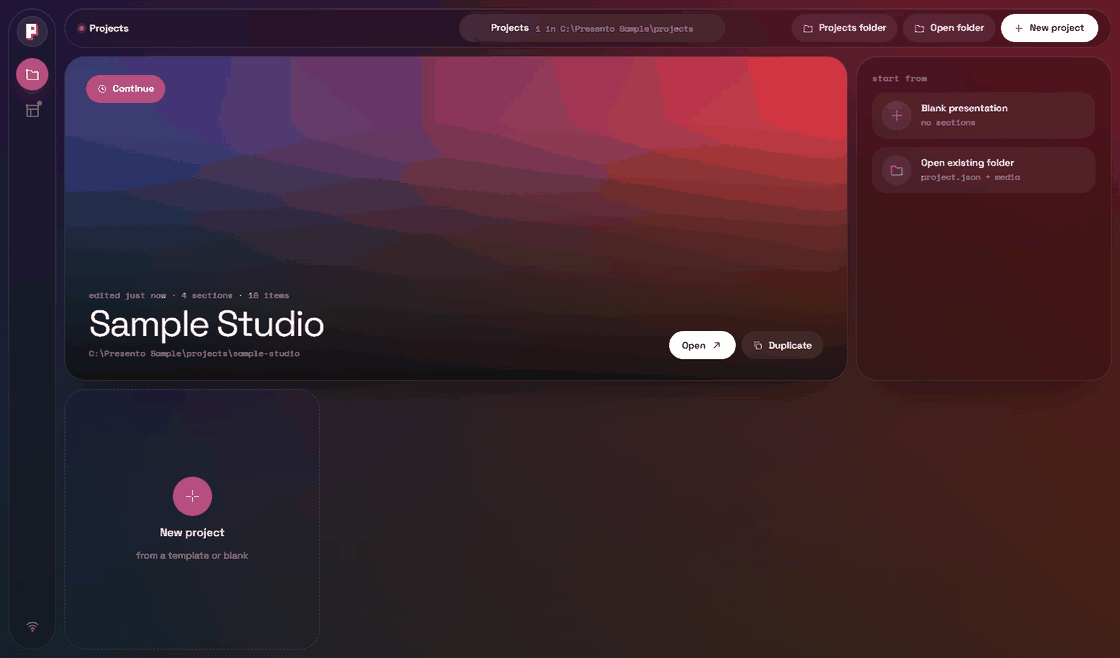 P
Projects
Projects 1 in C:\Presento Sample\projects
Projects folder
Open folder
New project
Continue
edited just now · 4 sections · 10 items
Sample Studio
C:\Presento Sample\projects\sample-studio
Open
Duplicate
start from
Blank presentation
no sections
Open existing folder
project.json + media
New project
from a template or blank